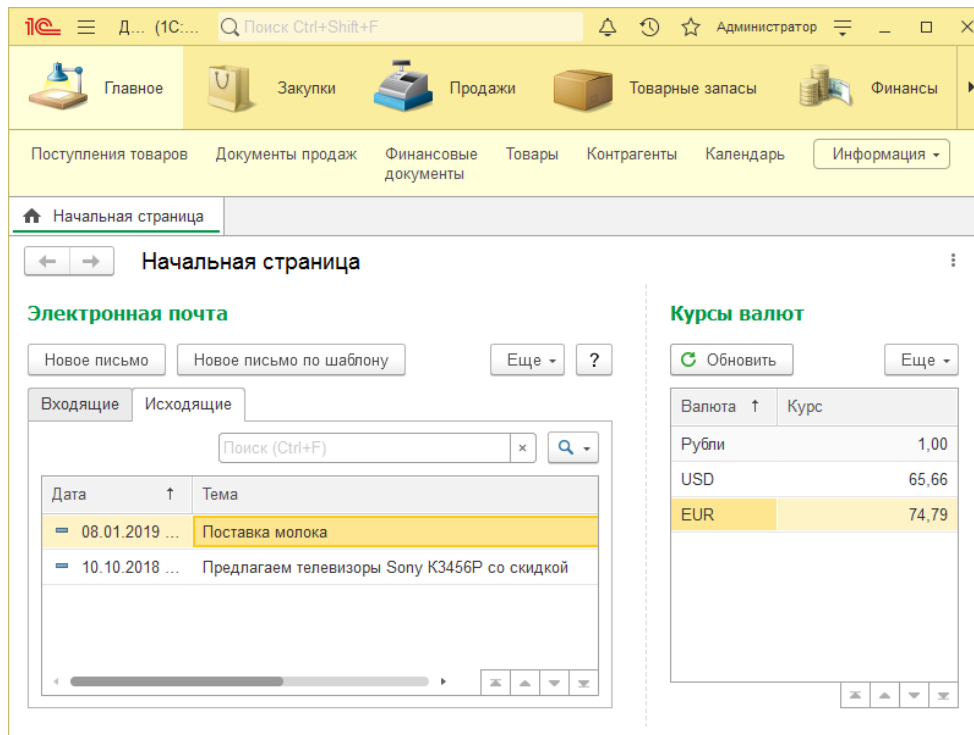 1С Д... (1С:... Поиск Ctrl+Shift+F Администратор
Главное Закупки Продажи Товарные запасы Финансы
Поступления товаров Документы продаж Финансовые документы Товары Контрагенты Календарь Информация
Начальная страница
Начальная страница
Электронная почта
Новое письмо Новое письмо по шаблону Еще ?
Входящие Исходящие
Поиск (Ctrl+F) ×
Дата ↑ Тема
08.01.2019 ... Поставка молока
10.10.2018 ... Предлагаем телевизоры Sony К3456Р со скидкой
Курсы валют
Обновить Еще
Валюта ↑ Курс
Рубли 1,00
USD 65,66
EUR 74,79